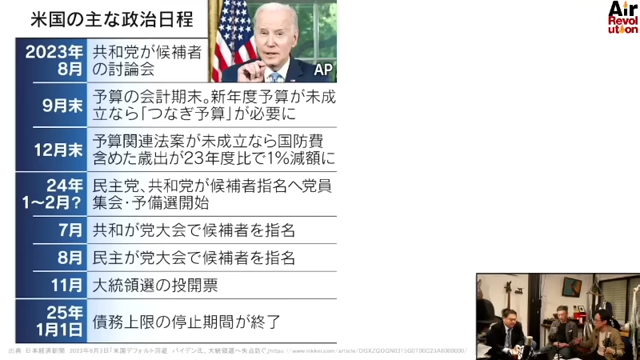 米国の主な政治日程
2023年
8月
共和党が候補者
の討論会
AP
9月末
予算の会計期末。新年度予算が未成
立なら「つなぎ予算」が必要に
12月末
予算関連法案が未成立なら国防費
含めた歳出が23年度比で1%減額に
24年
1〜2月?
民主党、共和党が候補者指名へ党員
集会・予備選開始
7月
共和が党大会で候補者を指名
8月
民主が党大会で候補者を指名
11月
大統領選の投開票
25年
1月1日
債務上限の停止期間が終了
Air
Revol
ution
出典 日本経済新聞